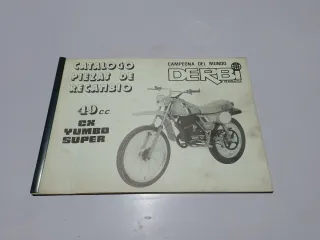 CATALOGO
PIEZAS DE
RECAMBIO
49cc
CX
YUMBO
SUPER
CAMPEONA DEL MUNDO
DERBI